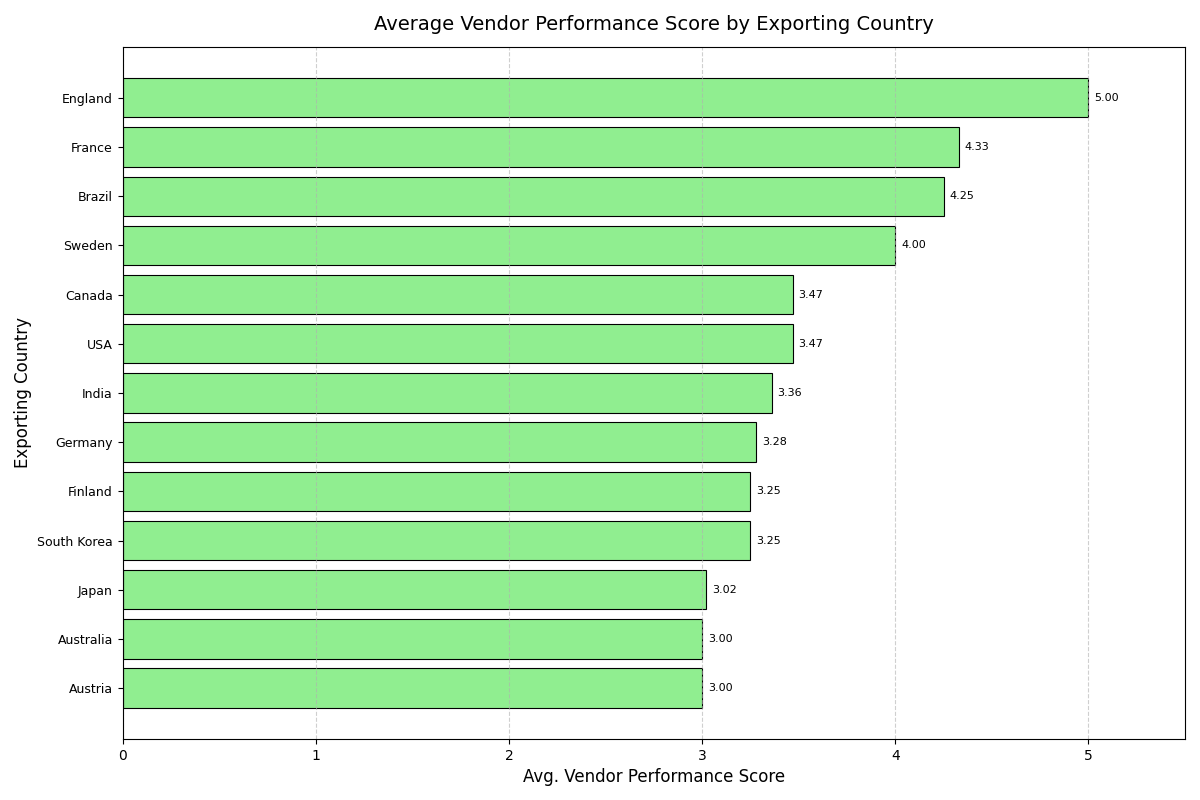 Average Vendor Performance Score by Exporting Country
Exporting Country
England 5.00
France 4.33
Brazil 4.25
Sweden 4.00
Canada 3.47
USA 3.47
India 3.36
Germany 3.28
Finland 3.25
South Korea 3.25
Japan 3.02
Australia 3.00
Austria 3.00
0 1 2 3 4 5
Avg. Vendor Performance Score